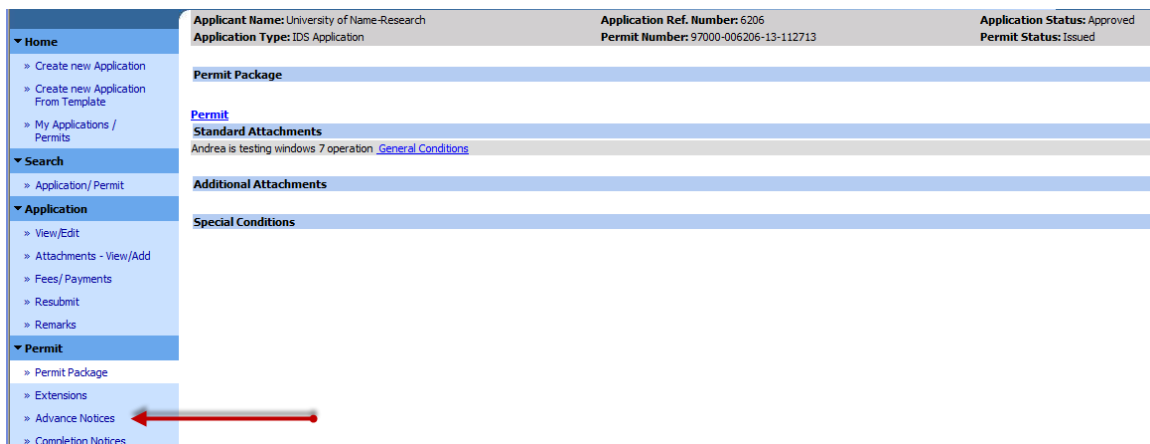 Applicant Name: University of Name-Research Application Ref. Number: 6206 Application Status: Approved
Application Type: IDS Application Permit Number: 97000-006206-13-112713 Permit Status: Issued
Home
» Create new Application
» Create new Application
From Template
» My Applications /
Permits
Search
» Application/ Permit
Application
» View/Edit
» Attachments - View/Add
» Fees/ Payments
» Resubmit
» Remarks
Permit
» Permit Package
» Extensions
» Advance Notices
» Completion Notices
Permit Package
Permit
Standard Attachments
Andrea is testing windows 7 operation General Conditions
Additional Attachments
Special Conditions